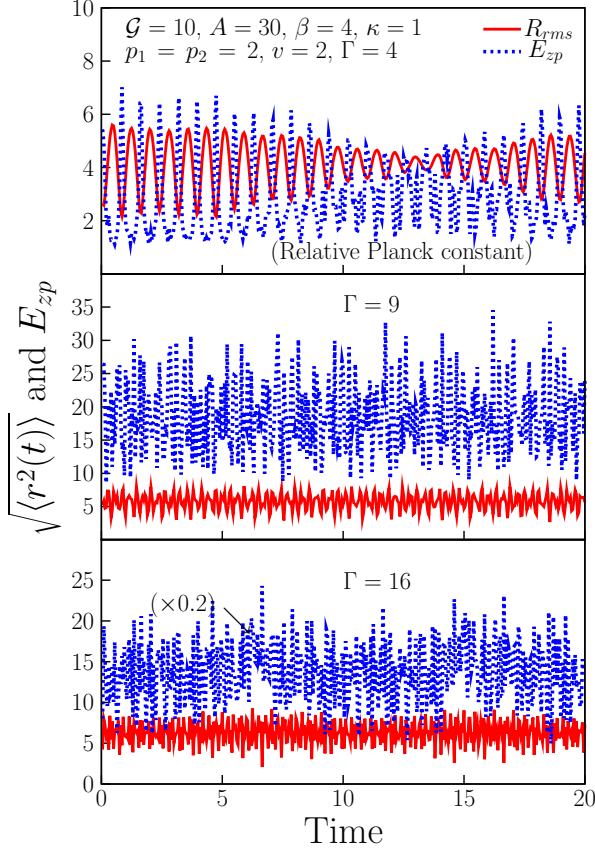 𝒢 = 10, A = 30, β = 4, κ = 1
p₁ = p₂ = 2, v = 2, Γ = 4
R_rms
E_zp
10
8
6
4
2
(Relative Planck constant)
Γ = 9
35
30
25
20
15
10
5
Γ = 16
(×0.2)
25
20
15
10
5
0
0 5 10 15 20
Time
√⟨r²(t)⟩ and E_zp